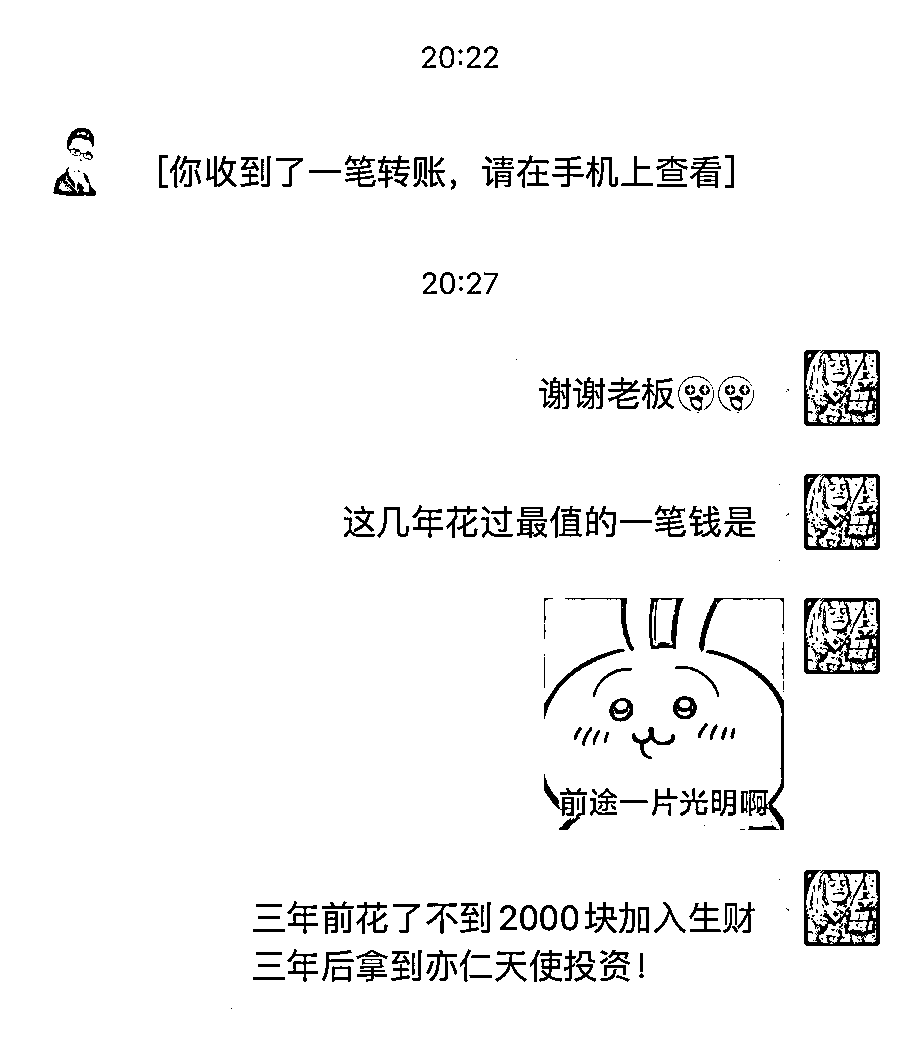 20:22
[你收到了一笔转账，请在手机上查看]
20:27
谢谢老板
这几年花过最值的一笔钱是
前途一片光明啊
三年前花了不到2000块加入生财
三年后拿到亦仁天使投资！